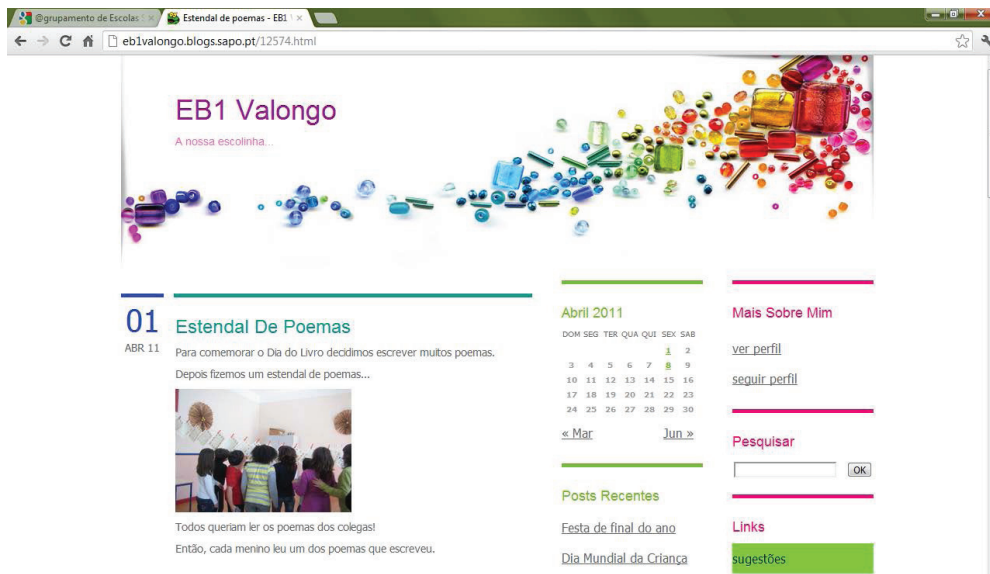 @grupamento de Escolas
Estendal de poemas - EB1
eb1valongo.blogs.sapo.pt/12574.html
EB1 Valongo
A nossa escolinha...
01
ABR 11
Estendal De Poemas
Para comemorar o Dia do Livro decidimos escrever muitos poemas.
Depois fizemos um estendal de poemas...
Todos queriam ler os poemas dos colegas!
Então, cada menino leu um dos poemas que escreveu.
Abril 2011
DOM SEG TER QUA QUI SEX SAB
1 2
3 4 5 6 7 8 9
10 11 12 13 14 15 16
17 18 19 20 21 22 23
24 25 26 27 28 29 30
« Mar Jun »
Posts Recentes
Festa de final do ano
Dia Mundial da Criança
Mais Sobre Mim
ver perfil
seguir perfil
Pesquisar
OK
Links
sugestões